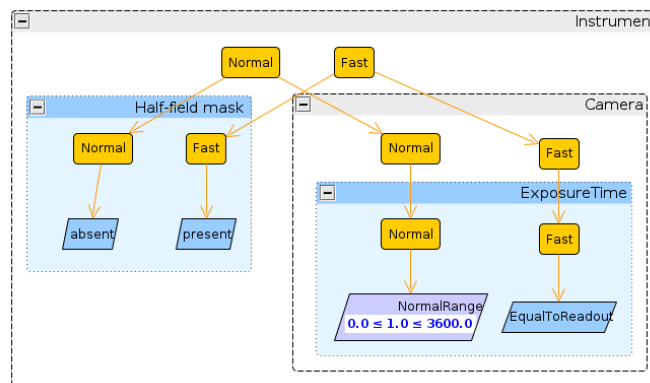 Instrumen
Normal
Fast
Half-field mask
Camera
Normal
Fast
Normal
Fast
ExposureTime
absent
present
Normal
Fast
NormalRange
0.0 ≤ 1.0 ≤ 3600.0
EqualToReadout